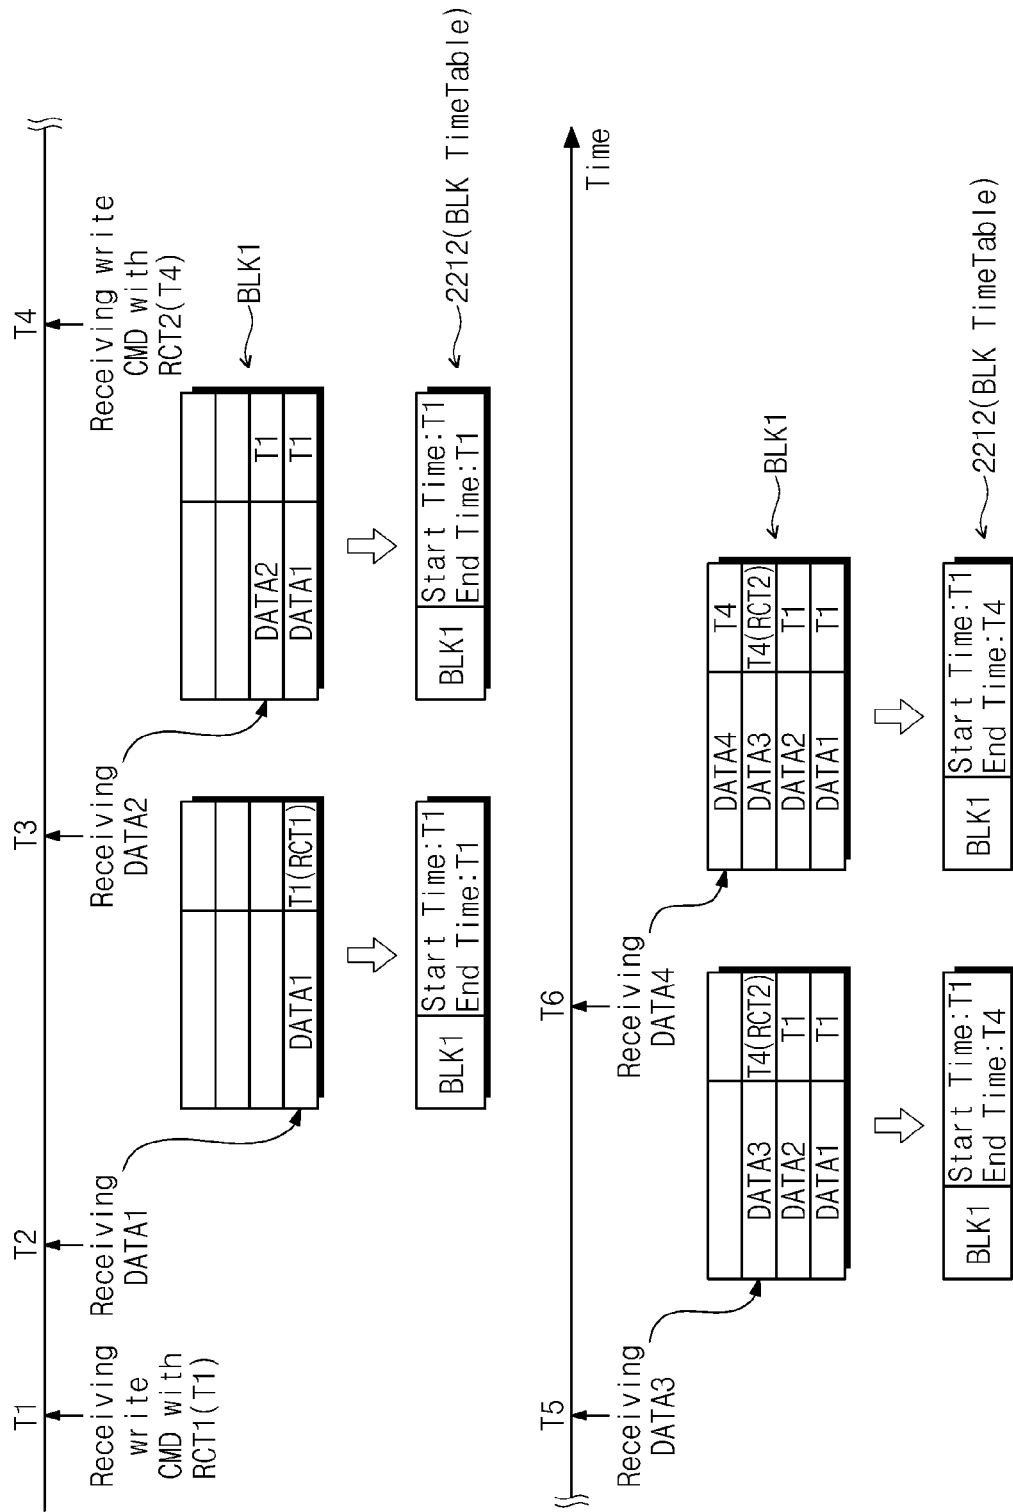 T1
Receiving
write
CMD with
RCT1(T1)
T2
Receiving
DATA1
T3
Receiving
DATA2
T4
Receiving write
CMD with
RCT2(T4)
DATA1 T1(RCT1)
BLK1
Start Time:T1
End Time:T1
DATA2 T1
DATA1 T1
BLK1
BLK1
Start Time:T1
End Time:T1
2212(BLK TimeTable)
Time
T5
Receiving
DATA3
T6
Receiving
DATA4
DATA3 T4(RCT2)
DATA2 T1
DATA1 T1
BLK1
Start Time:T1
End Time:T4
DATA4 T4
DATA3 T4(RCT2)
DATA2 T1
DATA1 T1
BLK1
BLK1
Start Time:T1
End Time:T4
2212(BLK TimeTable)